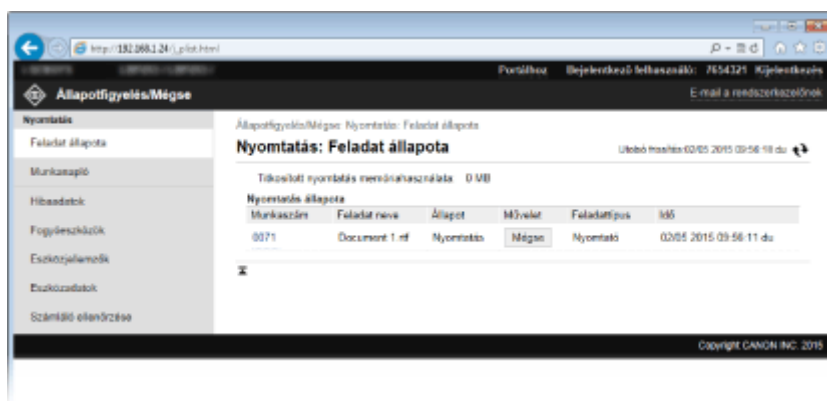 http://192.168.1.24/j_plist.html
Portálhoz Bejelentkező felhasználó: 7654321 Kijelentkezés
Állapotfigyelés/Mégse
E-mail a rendszerkezelőnek
Nyomtatás
Feladat állapota
Munkanapló
Hibaadatok
Fogyóeszközök
Eszközjellemzők
Eszközadatok
Számláló ellenőrzése
Állapotfigyelés/Mégse: Nyomtatás: Feladat állapota
Nyomtatás: Feladat állapota
Utolsó frissítés:02/05 2015 09:56:18 du
Titkosított nyomtatás memóriahasználata: 0 MB
Nyomtatás állapota
Munkaszám Feladat neve Állapot Művelet Feladattípus Idő
0071 Document 1.rtf Nyomtatás Mégse Nyomtató 02/05 2015 09:56:11 du
Copyright CANON INC. 2015